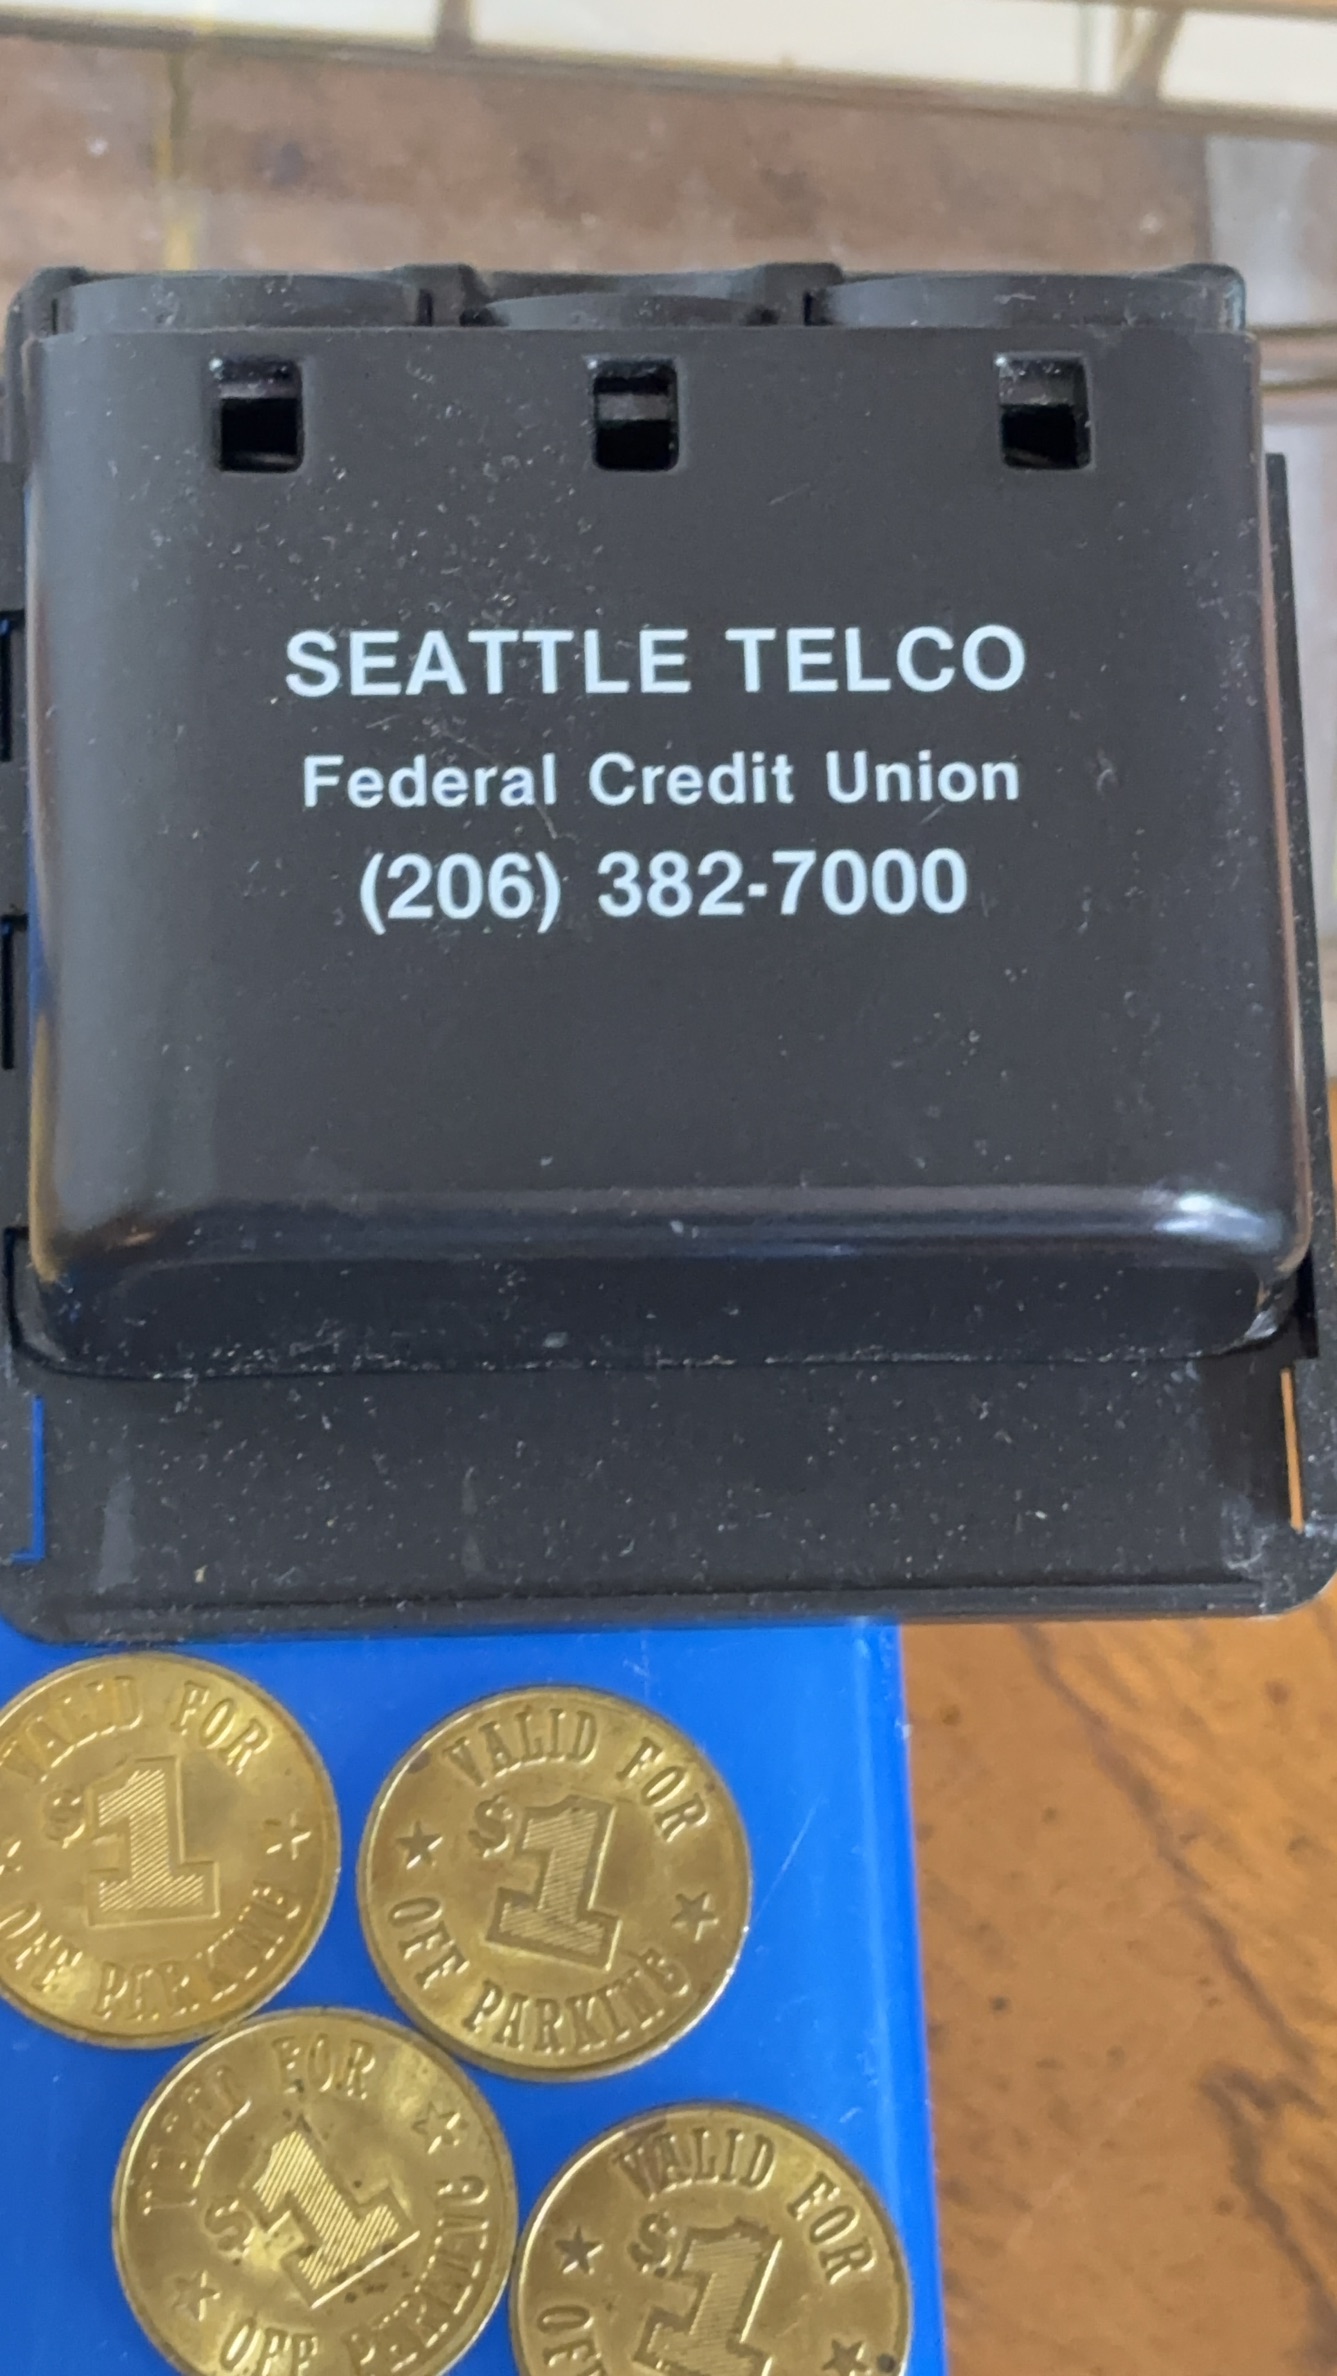 SEATTLE TELCO
Federal Credit Union
(206) 382-7000
VALID FOR
$1
OFF PARKING
VALID FOR
$1
OFF PARKING
VALID FOR
$1
OFF PARKING
VALID FOR
$1
OFF